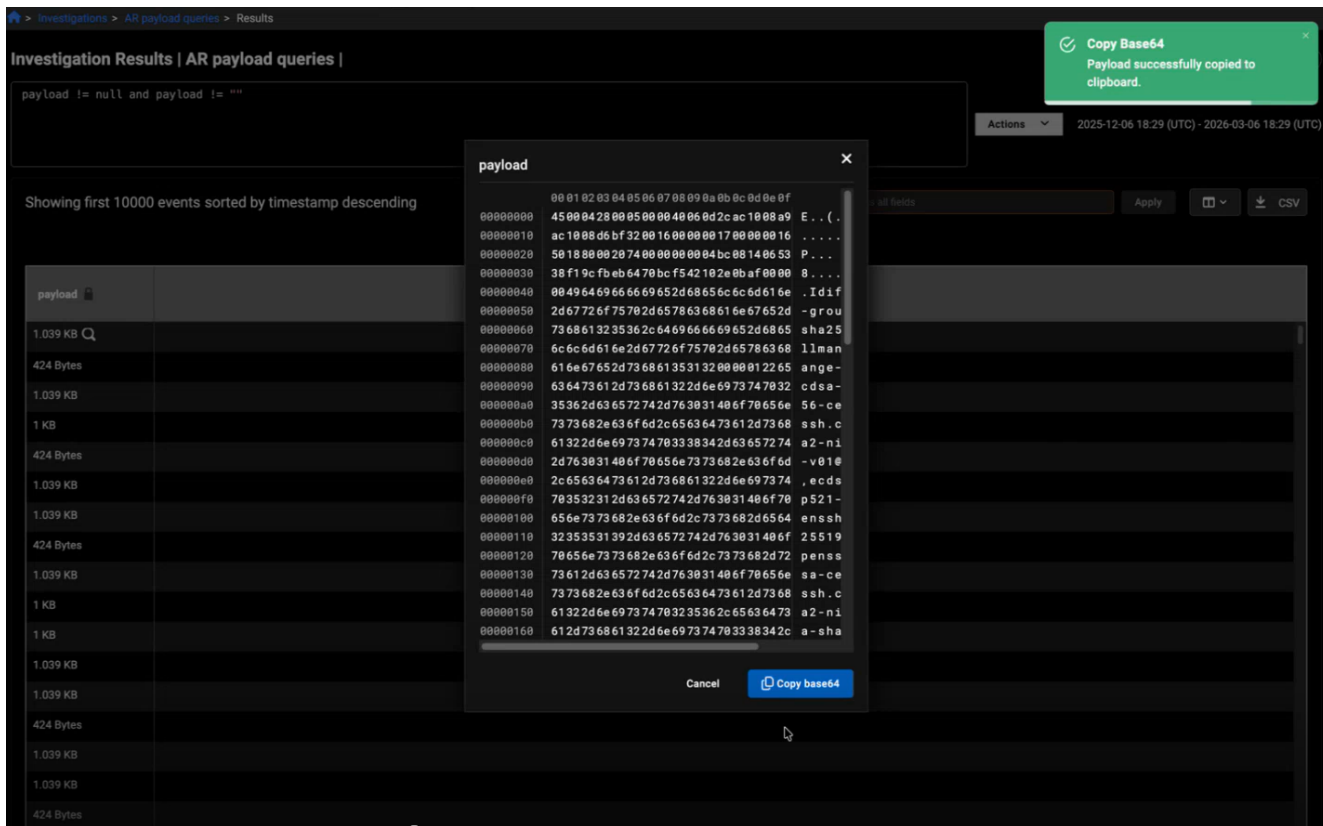 > Investigations > AR payload queries > Results
Investigation Results | AR payload queries |
payload != null and payload != ""
Copy Base64
Payload successfully copied to
clipboard.
Actions
2025-12-06 18:29 (UTC) - 2026-03-06 18:29 (UTC)
Showing first 10000 events sorted by timestamp descending
all fields
Apply
CSV
payload
1.039 KB
424 Bytes
1.039 KB
1 KB
424 Bytes
1.039 KB
1.039 KB
424 Bytes
1.039 KB
1 KB
1 KB
1.039 KB
1.039 KB
424 Bytes
1.039 KB
1.039 KB
424 Bytes
payload
000102030405060708090a0b0c0d0e0f
00000000 450004280005000040060d2cac1008a9 E..(.
00000010 ac1008d6bf3200160000001700000016 .....
00000020 5018800020740000000004bc08140653 P...
00000030 38f19cfbeb6470bcf542102e0baf0000 8....
00000040 00496469666669652d68656c6c6d616e .Idif
00000050 2d67726f75702d65786368616e67652d -grou
00000060 7368613235362c6469666669652d6865 sha25
00000070 6c6c6d616e2d67726f75702d65786368 llman
00000080 616e67652d7368613531320000012265 ange-
00000090 636473612d736861322d6e6973747032 cdsa-
000000a0 35362d636572742d763031406f70656e 56-ce
000000b0 7373682e636f6d2c65636473612d7368 ssh.c
000000c0 61322d6e697374703338342d63657274 a2-ni
000000d0 2d763031406f70656e7373682e636f6d -v01@
000000e0 2c65636473612d736861322d6e697374 ,ecds
000000f0 703532312d636572742d763031406f70 p521-
00000100 656e7373682e636f6d2c7373682d6564 enssh
00000110 32353531392d636572742d763031406f 25519
00000120 70656e7373682e636f6d2c7373682d72 penss
00000130 73612d636572742d763031406f70656e sa-ce
00000140 7373682e636f6d2c65636473612d7368 ssh.c
00000150 61322d6e697374703235362c65636473 a2-ni
00000160 612d736861322d6e697374703338342c a-sha
Cancel
Copy base64